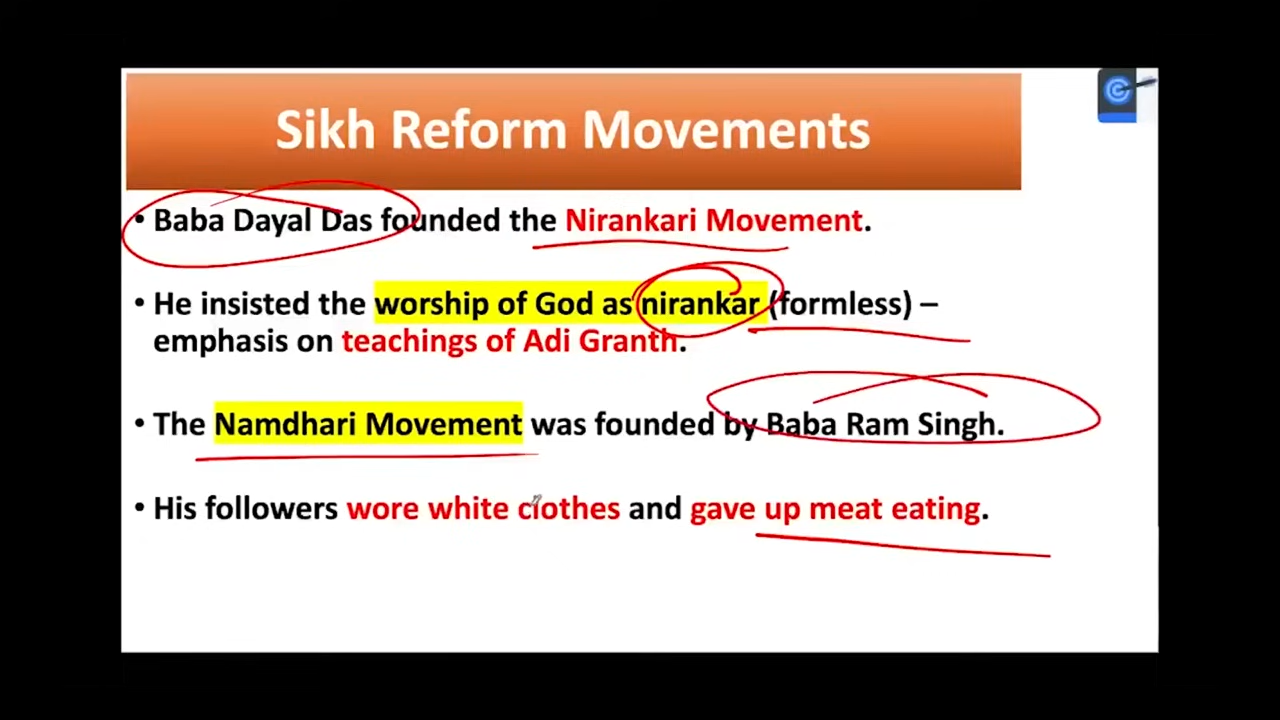 Sikh Reform Movements
• Baba Dayal Das founded the Nirankari Movement.
• He insisted the worship of God as nirankar (formless) –
emphasis on teachings of Adi Granth.
• The Namdhari Movement was founded by Baba Ram Singh.
• His followers wore white clothes and gave up meat eating.